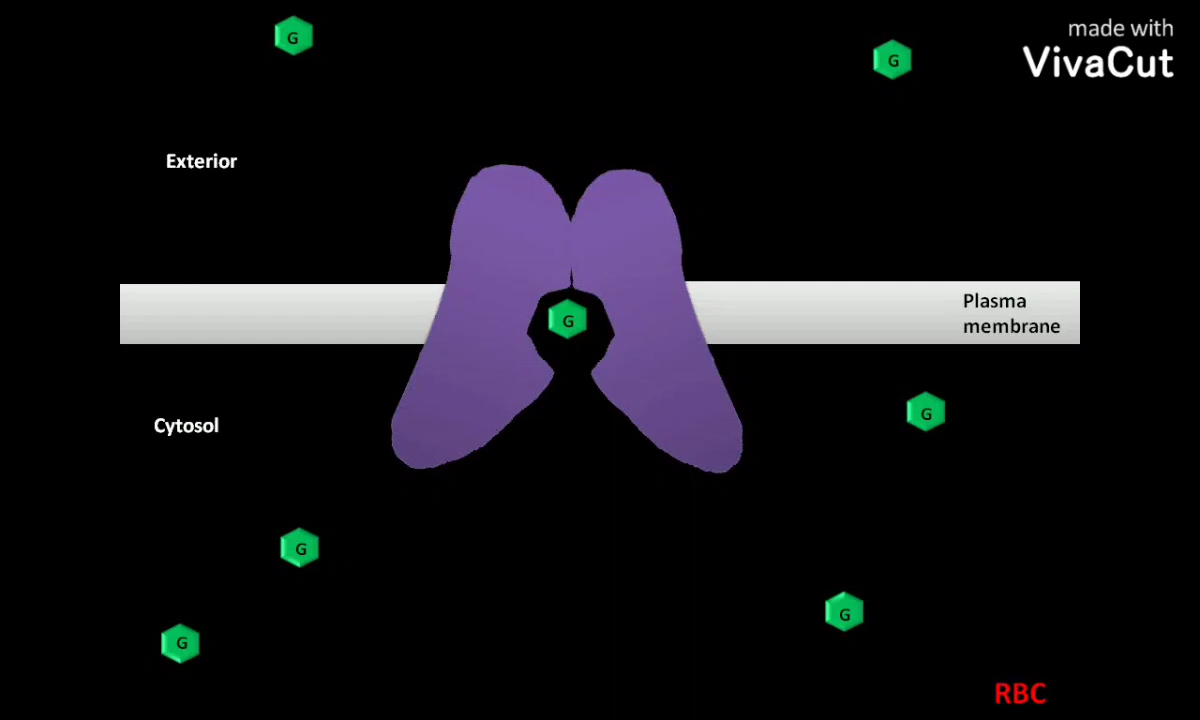 made with
VivaCut
G
G
Exterior
Plasma
membrane
G
G
Cytosol
G
G
G
RBC